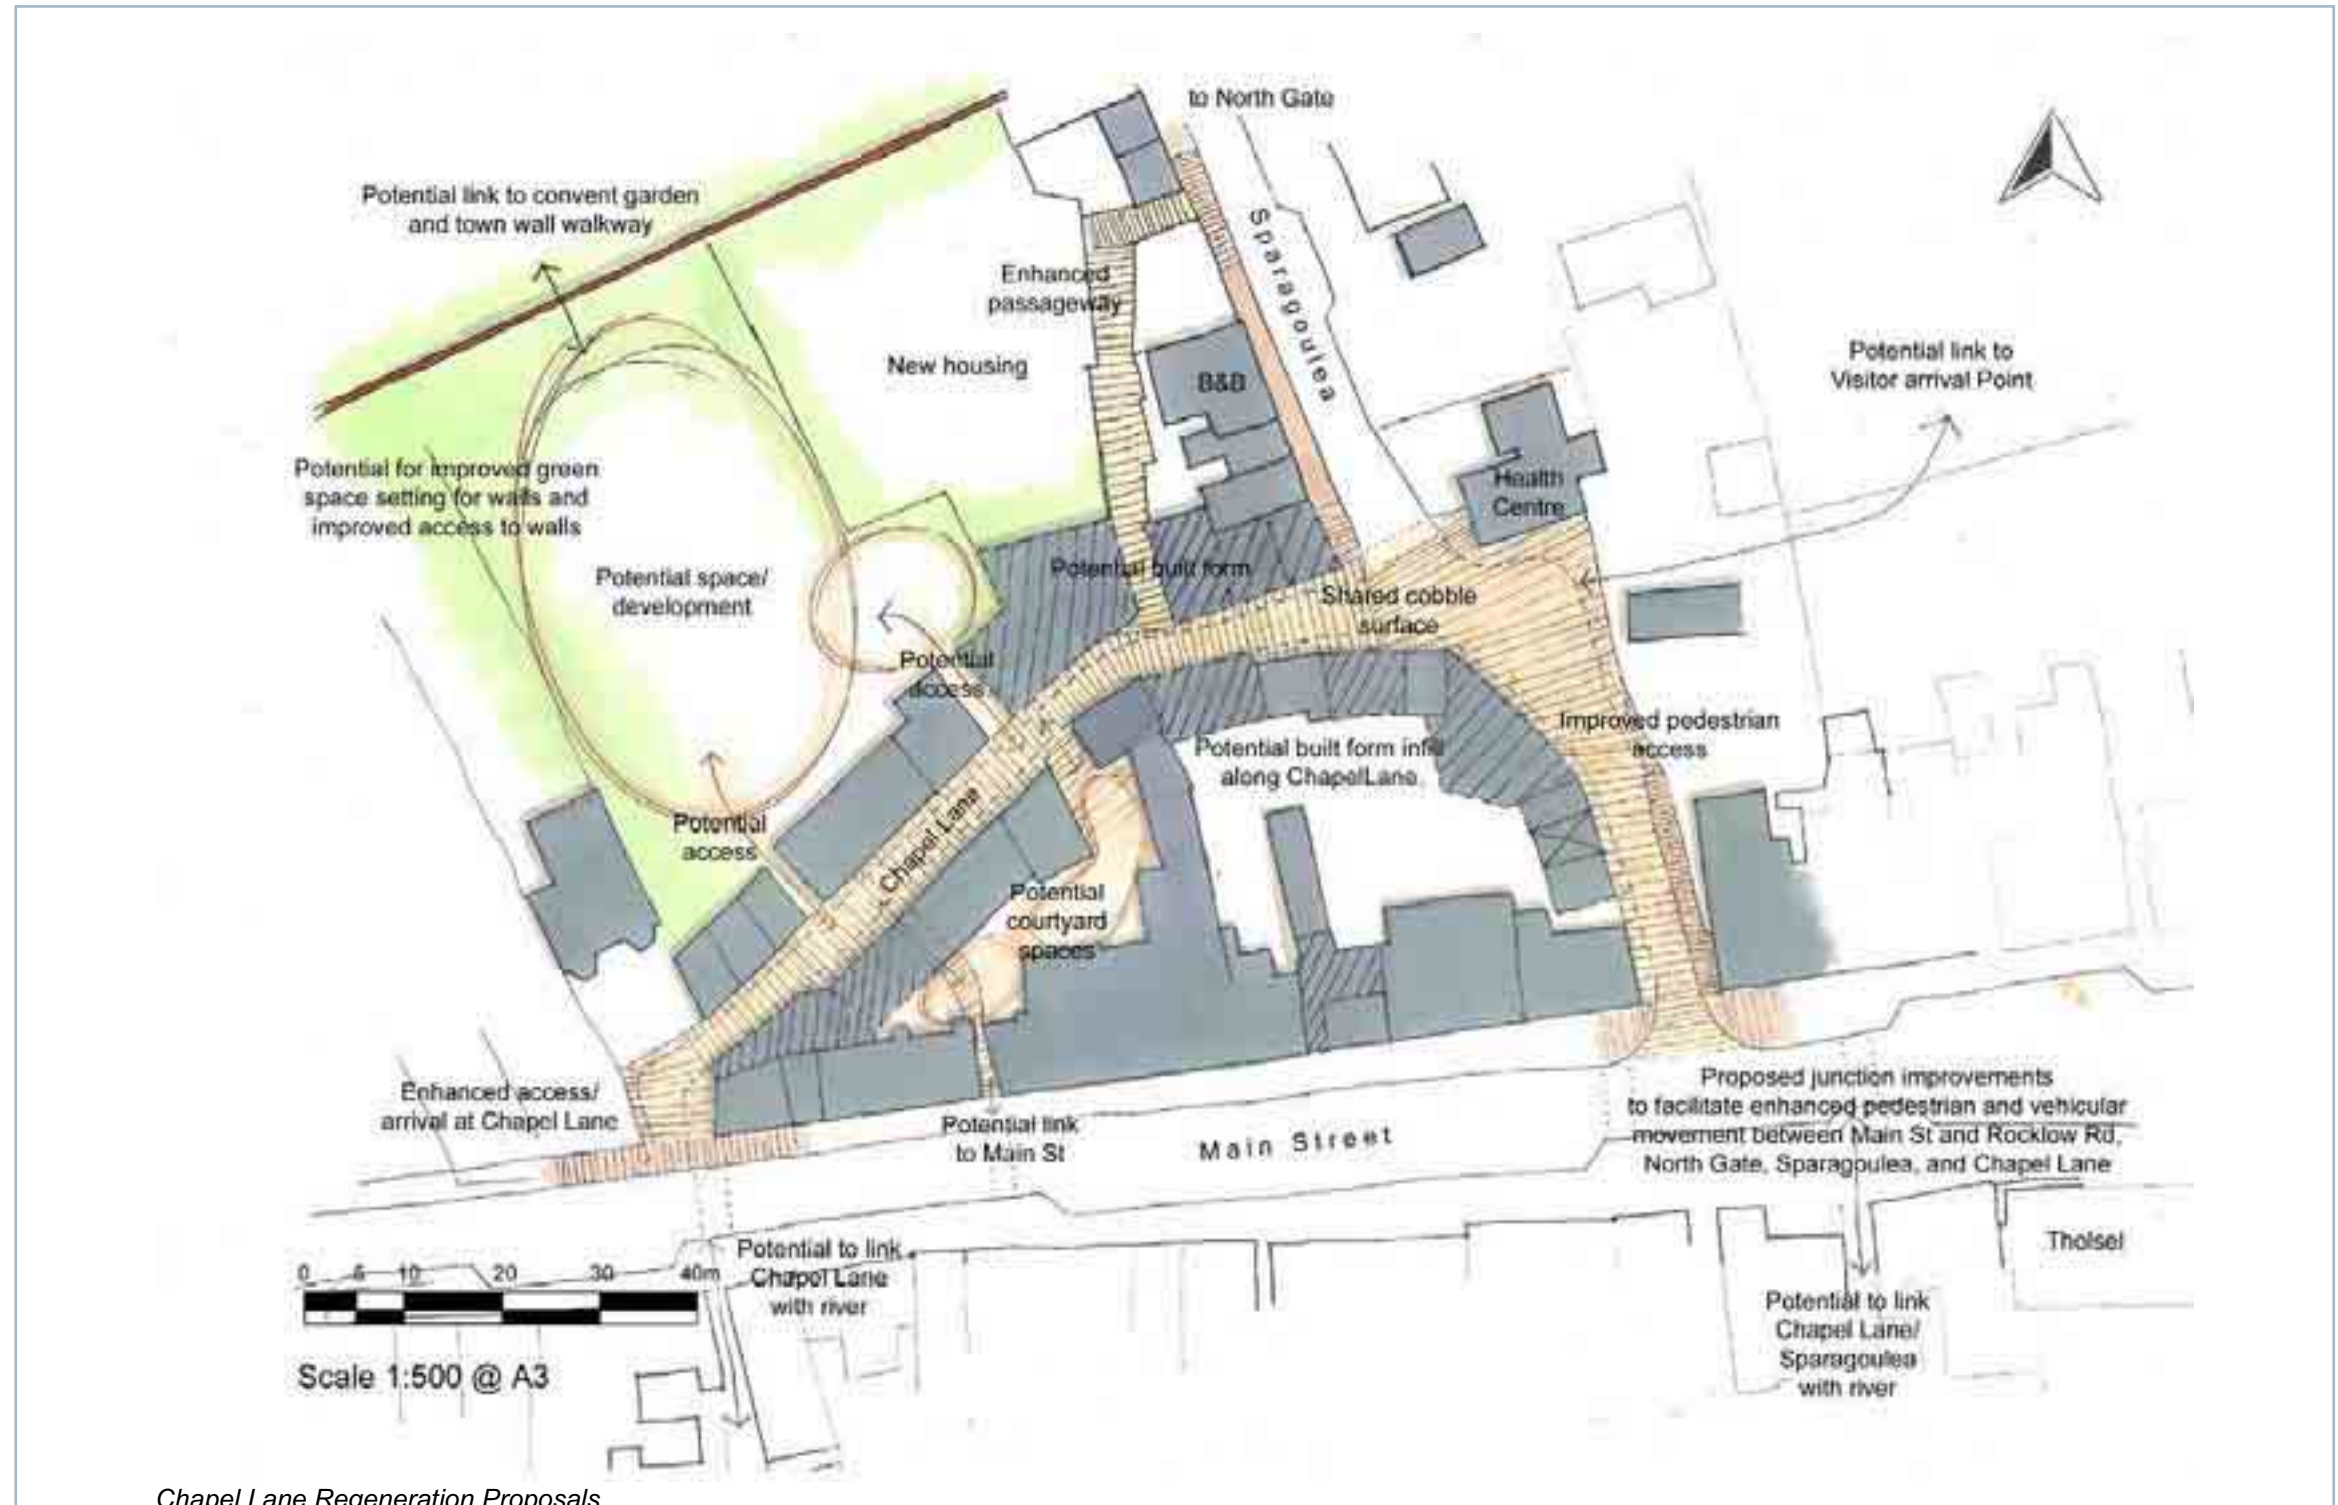 to North Gate
Potential link to convent garden
and town wall walkway
Sparagoulea
Enhanced
passageway
New housing
B&B
Potential link to
Visitor arrival Point
Health
Centre
Potential for improved green
space setting for walls and
improved access to walls
Potential space/
development
Potential built form
Shared cobble
surface
Potential
access
Improved pedestrian
access
Potential built form infill
along ChapelLane
Potential
access
Chapel Lane
Potential
courtyard
spaces
Enhanced access/
arrival at Chapel Lane
Potential link
to Main St
Main Street
Proposed junction improvements
to facilitate enhanced pedestrian and vehicular
movement between Main St and Rocklow Rd,
North Gate, Sparagoulea, and Chapel Lane
Tholsel
Potential to link
Chapel Lane
with river
0 5 10 20 30 40m
Potential to link
Chapel Lane/
Sparagoulea
with river
Scale 1:500 @ A3
Chapel Lane Regeneration Proposals